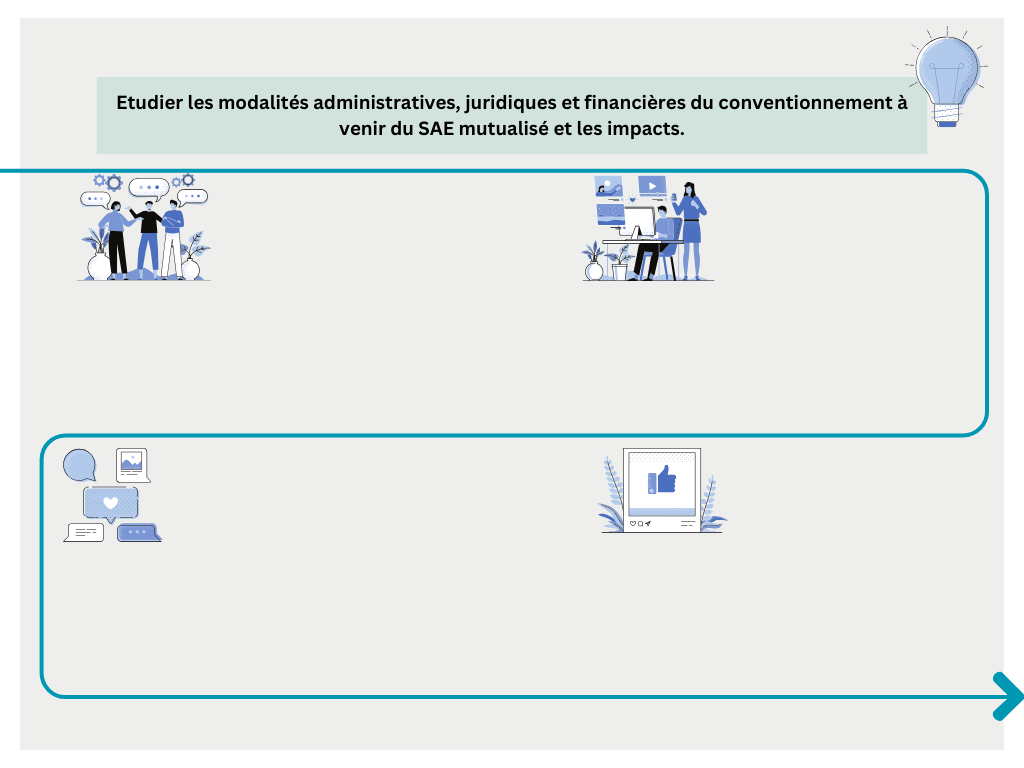 Etudier les modalités administratives, juridiques et financières du conventionnement à
venir du SAE mutualisé et les impacts.